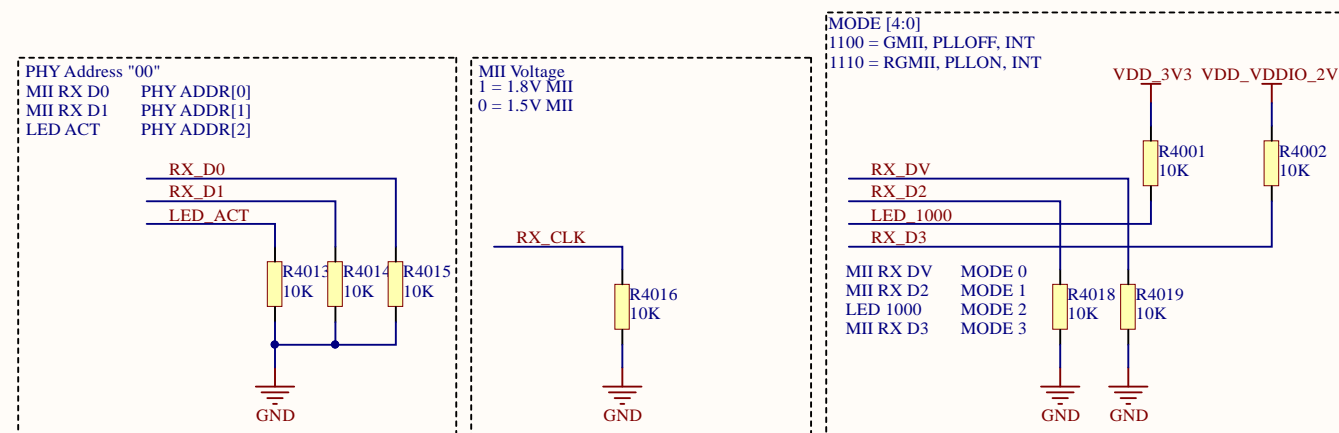 PHY Address "00"
MII RX D0 PHY ADDR[0]
MII RX D1 PHY ADDR[1]
LED ACT PHY ADDR[2]
RX_D0
RX_D1
LED_ACT
R4013 R4014 R4015
10K 10K 10K
GND
MII Voltage
1 = 1.8V MII
0 = 1.5V MII
RX_CLK
R4016
10K
GND
MODE [4:0]
1100 = GMII, PLLOFF, INT
1110 = RGMII, PLLON, INT
VDD_3V3 VDD_VDDIO_2V
R4001 R4002
10K 10K
RX_DV
RX_D2
LED_1000
RX_D3
MII RX DV MODE 0
MII RX D2 MODE 1
LED 1000 MODE 2
MII RX D3 MODE 3
R4018 R4019
10K 10K
GND GND